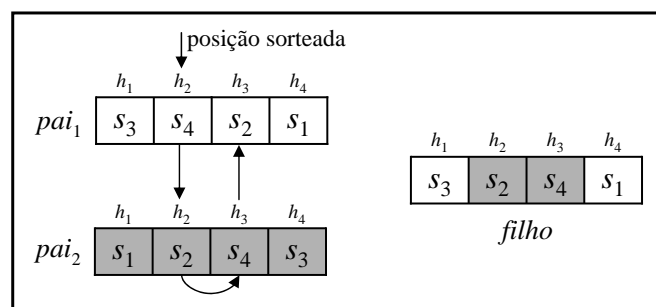 posição sorteada
h1 h2 h3 h4
pai1 s3 s4 s2 s1
h1 h2 h3 h4
s3 s2 s4 s1
filho
h1 h2 h3 h4
pai2 s1 s2 s4 s3